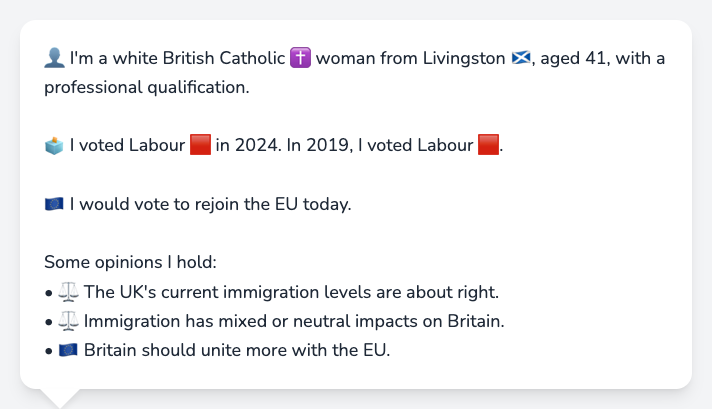 👤 I'm a white British Catholic ✝️ woman from Livingston 🏴󠁧󠁢󠁳󠁣󠁴󠁿, aged 41, with a
professional qualification.
🗳️ I voted Labour 🟥 in 2024. In 2019, I voted Labour 🟥.
🇪🇺 I would vote to rejoin the EU today.
Some opinions I hold:
• ⚖️ The UK's current immigration levels are about right.
• ⚖️ Immigration has mixed or neutral impacts on Britain.
• 🇪🇺 Britain should unite more with the EU.